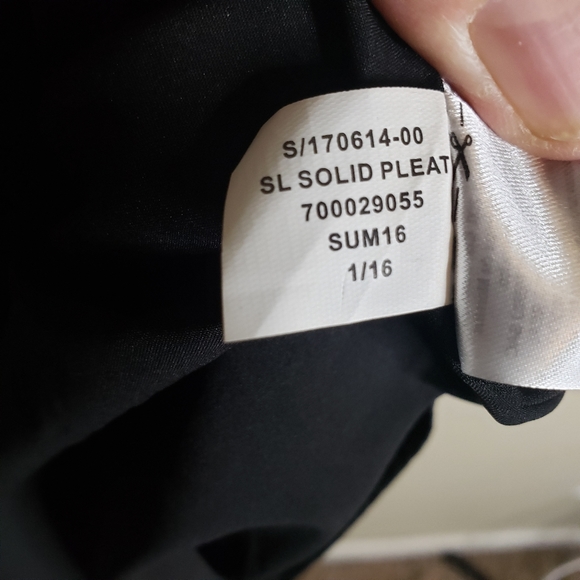 S/170614-00
SL SOLID PLEAT
700029055
SUM16
1/16